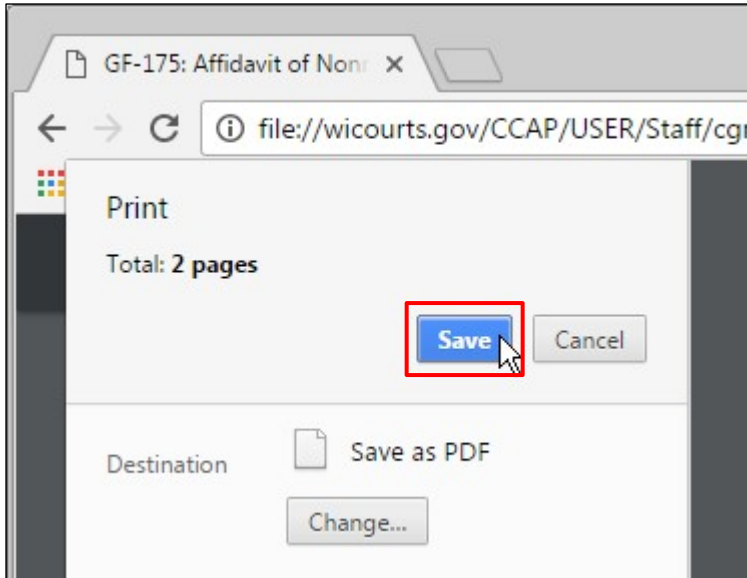 GF-175: Affidavit of Non
file://wicourts.gov/CCAP/USER/Staff/cgr
Print
Total: 2 pages
Save Cancel
Destination Save as PDF
Change...